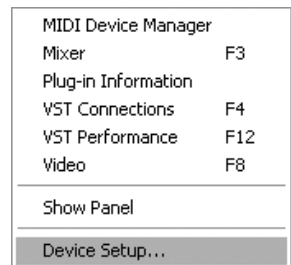 MIDI Device Manager
Mixer F3
Plug-in Information
VST Connections F4
VST Performance F12
Video F8
Show Panel
Device Setup...